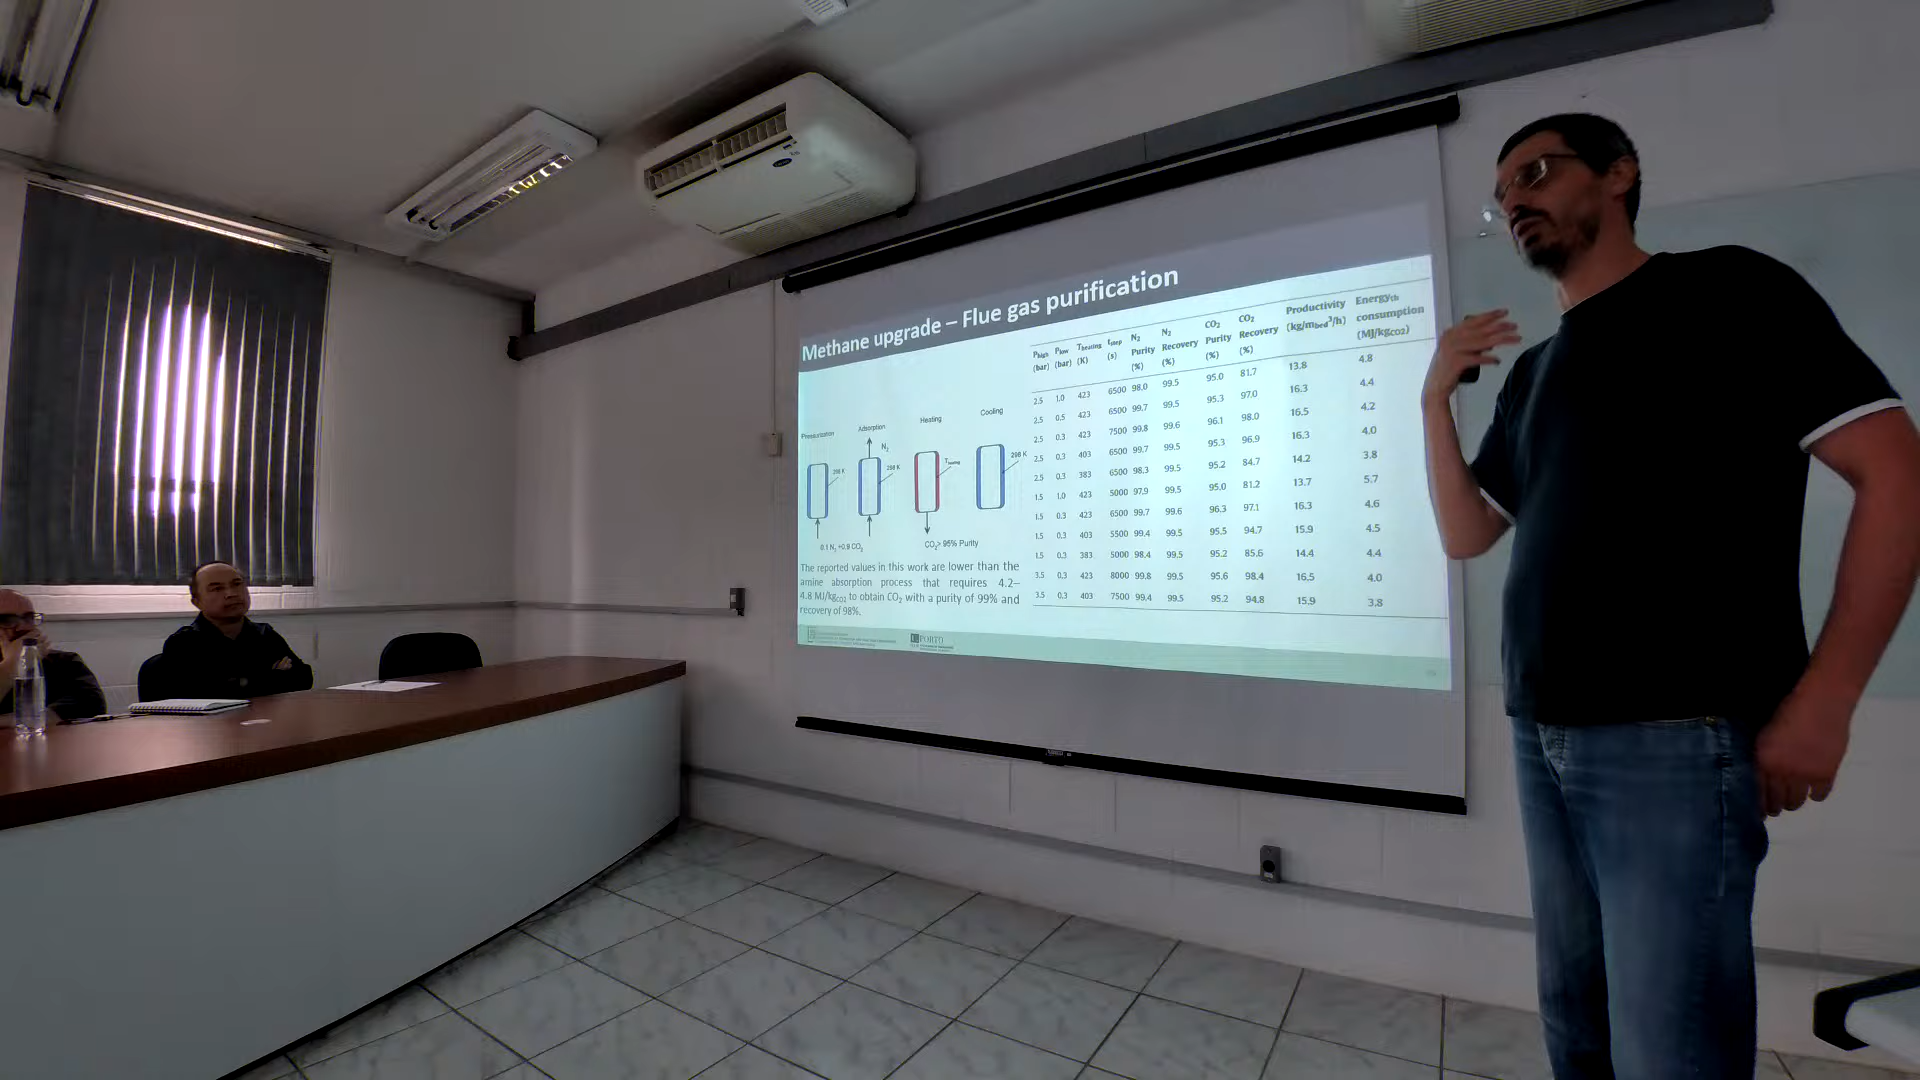 Methane upgrade – Flue gas purification
Pressurization
Adsorption
Heating
Cooling
N₂
298 K
298 K
T heating
298 K
0.1 N₂ +0.9 CO₂
CO₂> 95% Purity
The reported values in this work are lower than the
amine absorption process that requires 4.2–
4.8 MJ/kgCO2 to obtain CO₂ with a purity of 99% and
recovery of 98%.
Phigh (bar) Plow (bar) Theating (K) tstep (s) N₂ Purity (%) N₂ Recovery (%) CO₂ Purity (%) CO₂ Recovery (%) Productivity (kg/mbed³/h) Energyth consumption (MJ/kgCO2)
2.5 1.0 423 6500 98.0 99.5 95.0 81.7 13.8 4.8
2.5 0.5 423 6500 99.7 99.5 95.3 97.0 16.3 4.4
2.5 0.3 423 7500 99.8 99.6 96.1 98.0 16.5 4.2
2.5 0.3 403 6500 99.7 99.5 95.3 96.9 16.3 4.0
2.5 0.3 383 6500 98.3 99.5 95.2 84.7 14.2 3.8
1.5 1.0 423 5000 97.9 99.5 95.0 81.2 13.7 5.7
1.5 0.3 423 6500 99.7 99.6 96.3 97.1 16.3 4.6
1.5 0.3 403 5500 99.4 99.5 95.5 94.7 15.9 4.5
1.5 0.3 383 5000 98.4 99.5 95.2 85.6 14.4 4.4
3.5 0.3 423 8000 99.8 99.5 95.6 98.4 16.5 4.0
3.5 0.3 403 7500 99.4 99.5 95.2 94.8 15.9 3.8
U.PORTO